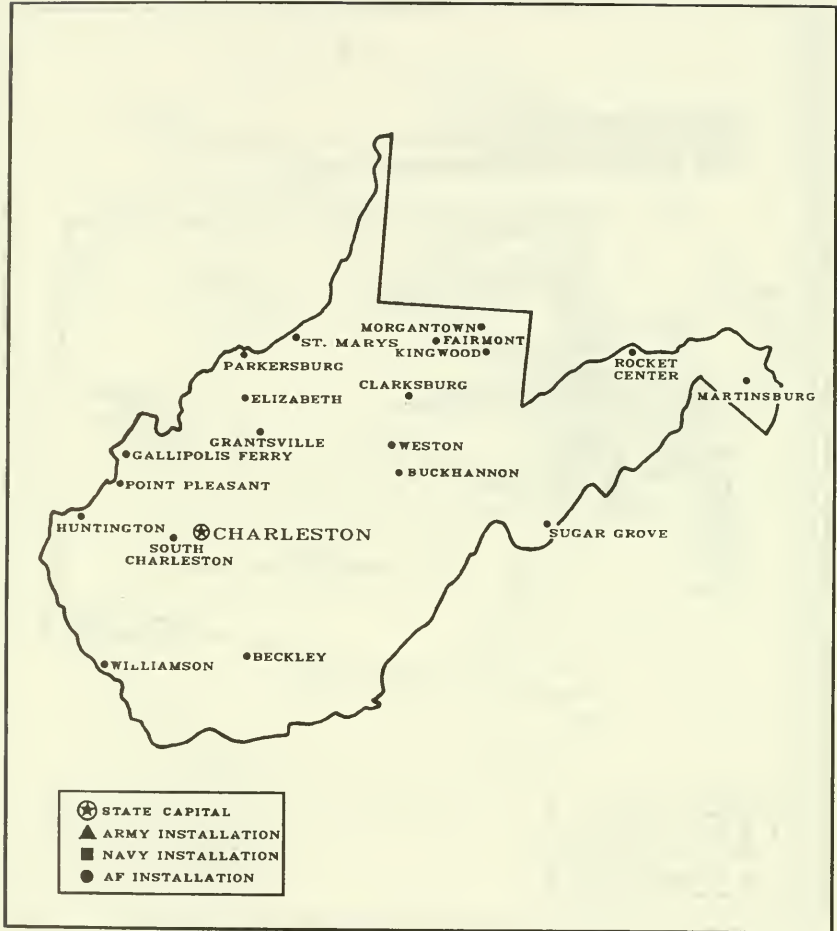 MORGANTOWN
ST. MARYS
FAIRMONT
KINGWOOD
PARKERSBURG
ROCKET
CENTER
CLARKSBURG
MARTINSBURG
ELIZABETH
GRANTSVILLE
WESTON
GALLIPOLIS FERRY
BUCKHANNON
POINT PLEASANT
HUNTINGTON
CHARLESTON
SUGAR GROVE
SOUTH
CHARLESTON
WILLIAMSON
BECKLEY
STATE CAPITAL
ARMY INSTALLATION
NAVY INSTALLATION
AF INSTALLATION